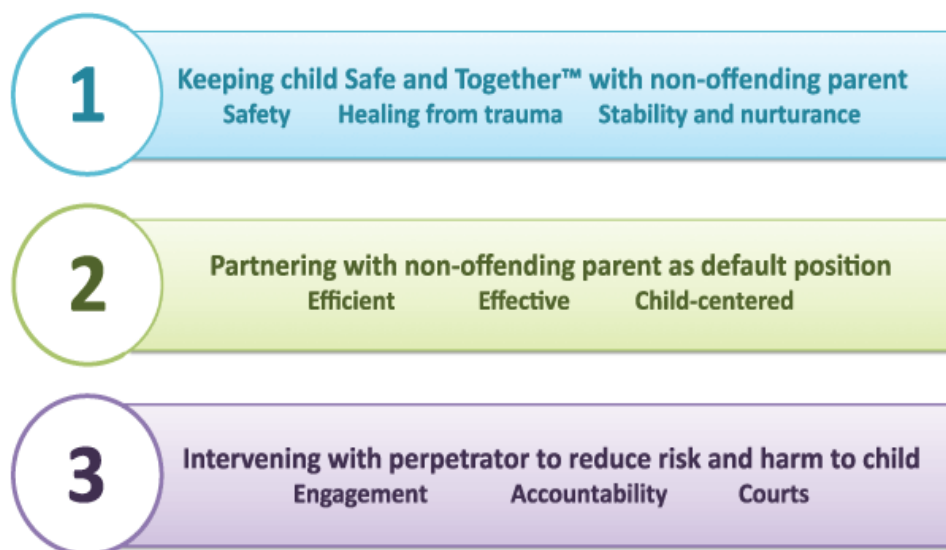 1
Keeping child Safe and Together™ with non-offending parent
Safety Healing from trauma Stability and nurturance
2
Partnering with non-offending parent as default position
Efficient Effective Child-centered
3
Intervening with perpetrator to reduce risk and harm to child
Engagement Accountability Courts